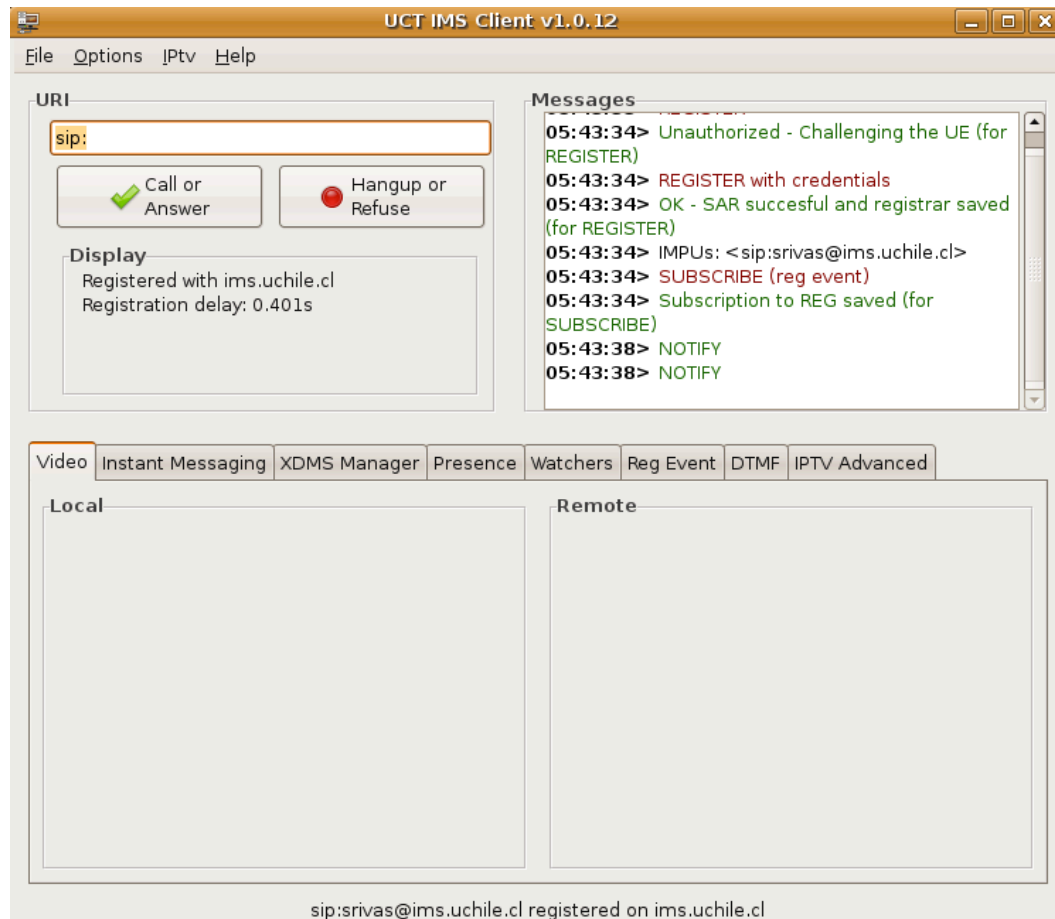 UCT IMS Client v1.0.12
File Options IPtv Help
URI
sip:
Call or
Answer
Hangup or
Refuse
Display
Registered with ims.uchile.cl
Registration delay: 0.401s
Messages
05:43:34> Unauthorized - Challenging the UE (for
REGISTER)
05:43:34> REGISTER with credentials
05:43:34> OK - SAR succesful and registrar saved
(for REGISTER)
05:43:34> IMPUs: <sip:srivas@ims.uchile.cl>
05:43:34> SUBSCRIBE (reg event)
05:43:34> Subscription to REG saved (for
SUBSCRIBE)
05:43:38> NOTIFY
05:43:38> NOTIFY
Video Instant Messaging XDMS Manager Presence Watchers Reg Event DTMF IPTV Advanced
Local
Remote
sip:srivas@ims.uchile.cl registered on ims.uchile.cl